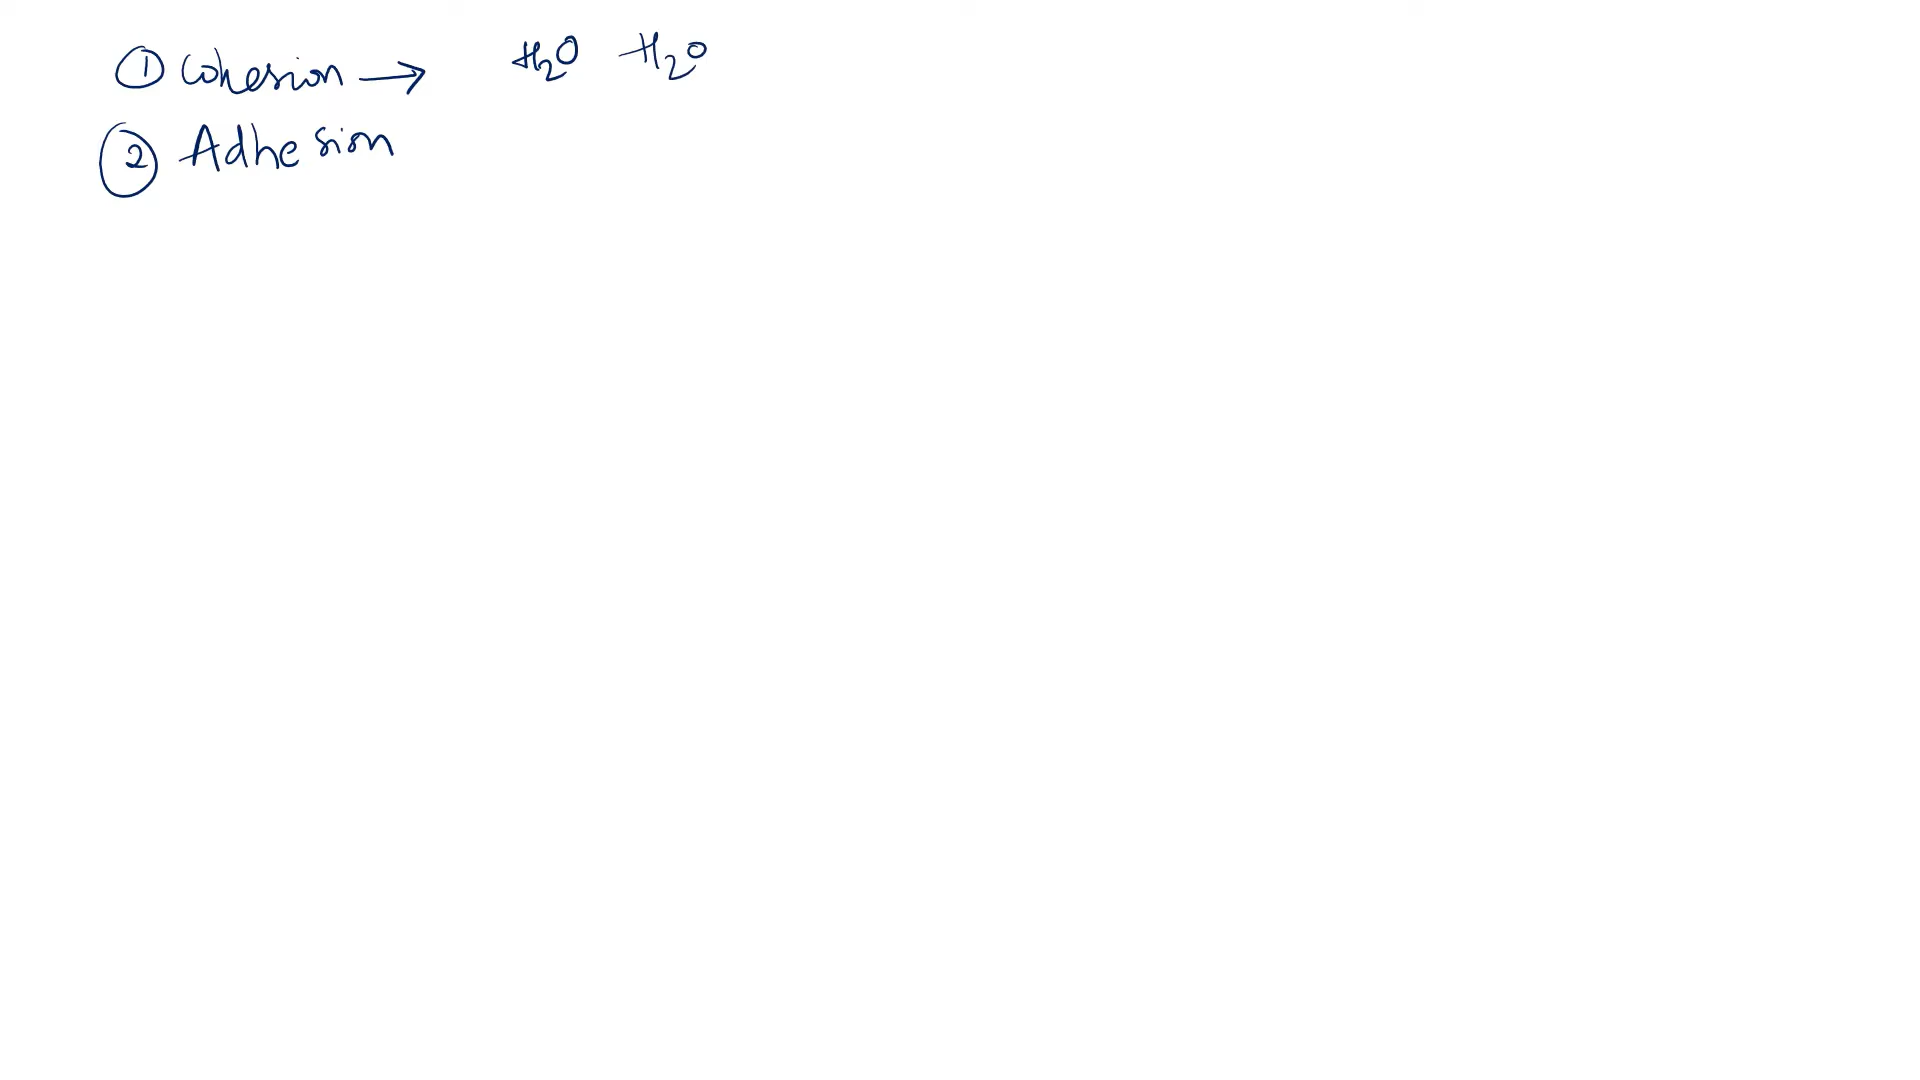 ① Cohesion → H₂O H₂O
② Adhesion